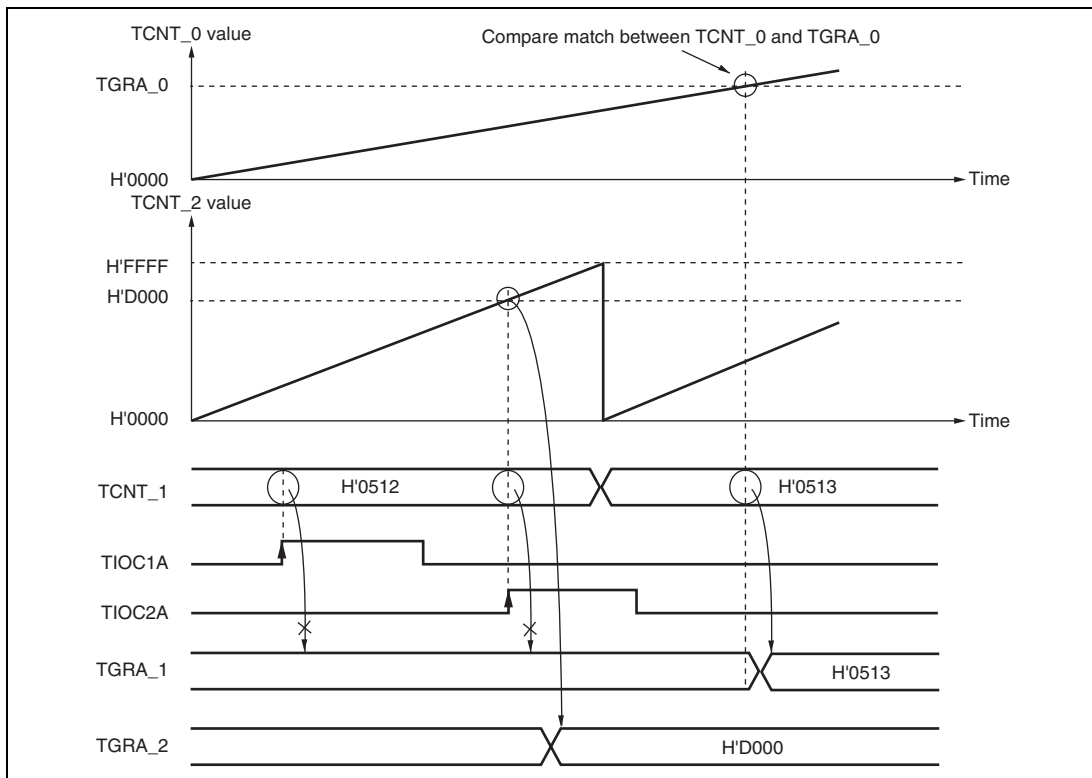 TCNT_0 value
Compare match between TCNT_0 and TGRA_0
TGRA_0
H'0000
Time
TCNT_2 value
H'FFFF
H'D000
H'0000
Time
TCNT_1
H'0512
H'0513
TIOC1A
TIOC2A
TGRA_1
H'0513
TGRA_2
H'D000